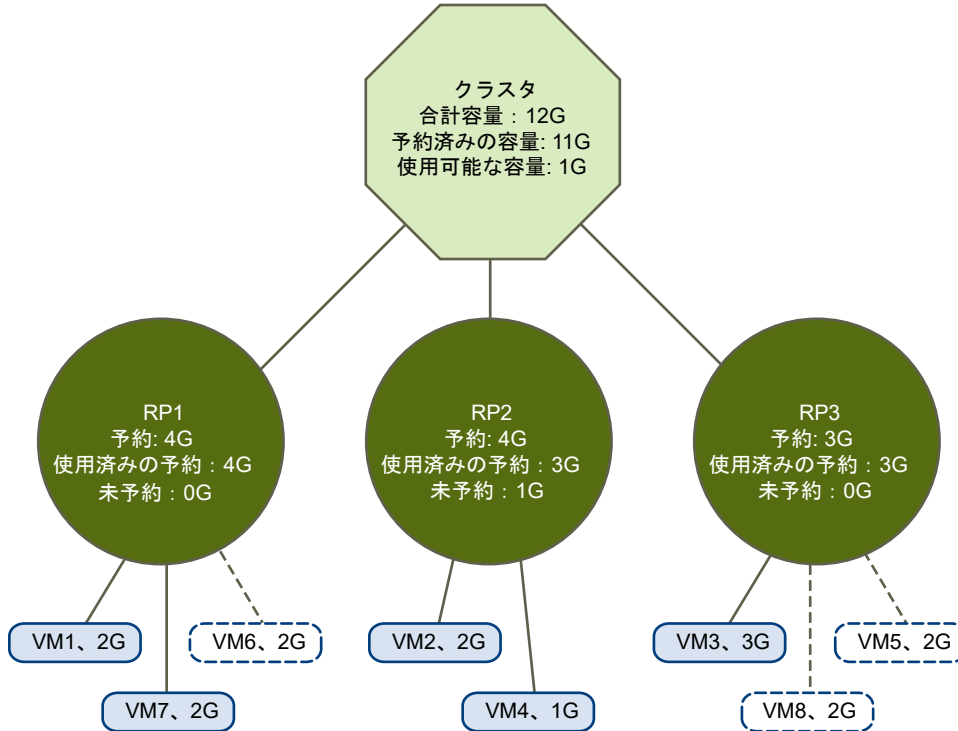 クラスタ
合計容量：12G
予約済みの容量: 11G
使用可能な容量: 1G
RP1
予約: 4G
使用済みの予約：4G
未予約：0G
RP2
予約: 4G
使用済みの予約：3G
未予約：1G
RP3
予約: 3G
使用済みの予約：3G
未予約：0G
VM1、2G
VM6、2G
VM2、2G
VM3、3G
VM5、2G
VM7、2G
VM4、1G
VM8、2G